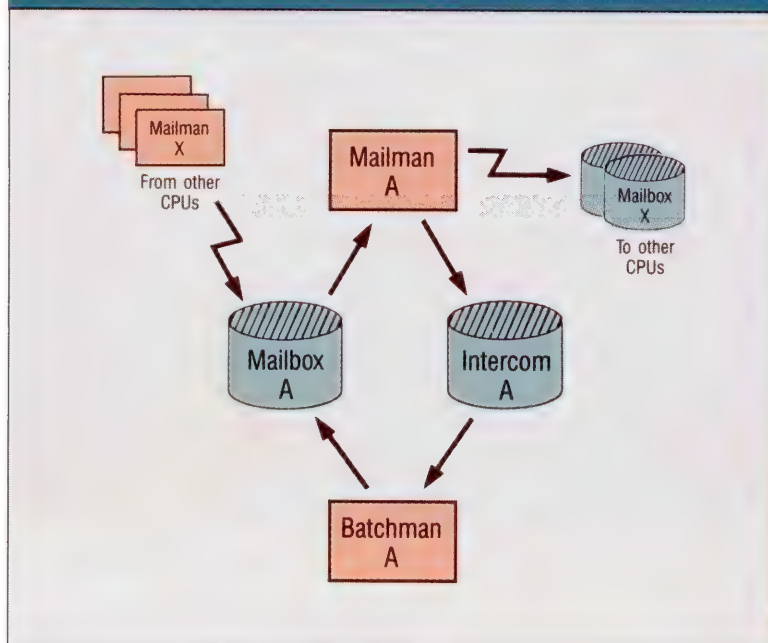 Mailman
X
From other
CPUs
Mailman
A
Mailbox
X
To other
CPUs
Mailbox
A
Intercom
A
Batchman
A